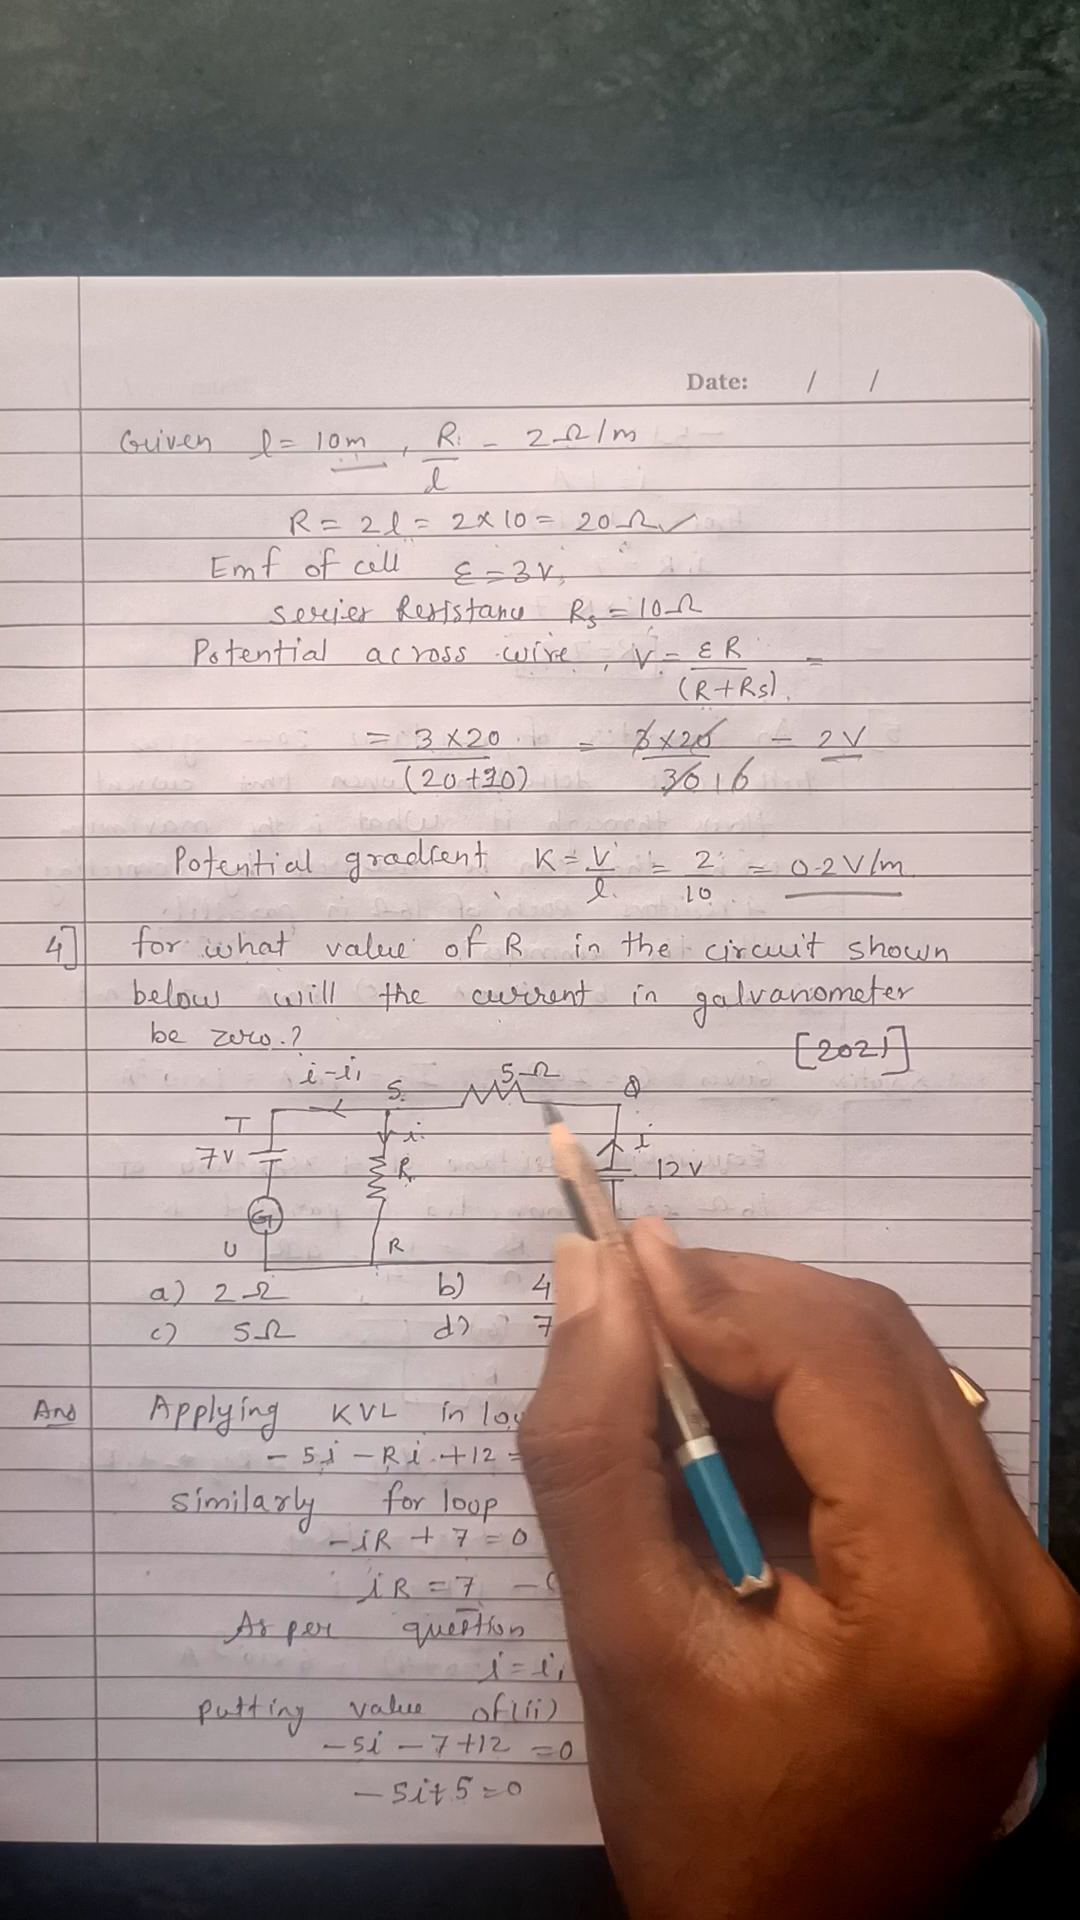 Date: / /
Given l = 10m , R/l = 2Ω/m
R = 2l = 2×10 = 20Ω ✓
Emf of cell ε = 3V,
series Resistance Rs = 10Ω
Potential across wire, V = εR/(R+Rs) =
= 3×20/(20+10) = 3×20/30 = 2V
Potential gradient K = V/l = 2/10 = 0.2V/m
4] for what value of R in the circuit shown
below will the current in galvanometer
be zero.?
[2021]
i-i₁ S 5Ω Q
T i
7V i R 12V
G
U R
a) 2Ω b) 4
c) 5Ω d) 7
Ans Applying KVL in
-5i - Ri + 12 =
similarly for loop
-iR + 7 = 0
iR = 7 - (
As per question
i = i₁
putting value of (ii)
-5i - 7 + 12 = 0
-5i + 5 = 0